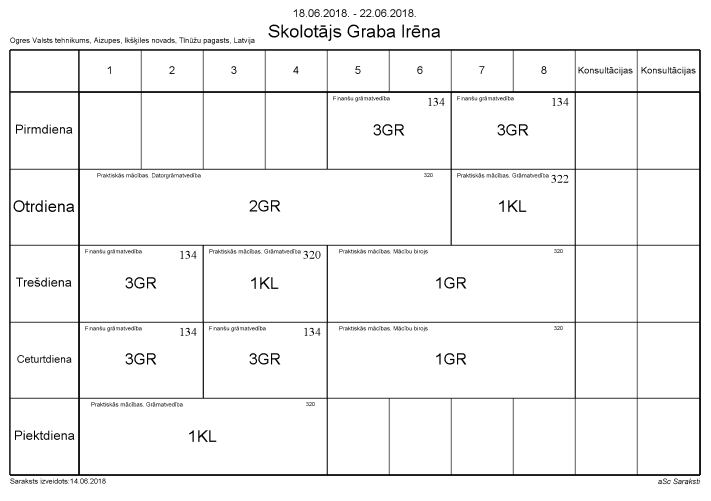 18.06.2018. - 22.06.2018.
Skolotājs Graba Irēna
Ogres Valsts tehnikums, Aizupes, Ikšķiles novads, Tīnūžu pagasts, Latvija
1 2 3 4 5 6 7 8 Konsultācijas Konsultācijas
Pirmdiena
Finanšu grāmatvedība 134
3GR
Finanšu grāmatvedība 134
3GR
Otrdiena
Praktiskās mācības. Datorgrāmatvedība 320
2GR
Praktiskās mācības. Grāmatvedība 322
1KL
Trešdiena
Finanšu grāmatvedība 134
3GR
Praktiskās mācības. Grāmatvedība 320
1KL
Praktiskās mācības. Mācību birojs 320
1GR
Ceturtdiena
Finanšu grāmatvedība 134
3GR
Finanšu grāmatvedība 134
3GR
Praktiskās mācības. Mācību birojs 320
1GR
Piektdiena
Praktiskās mācības. Grāmatvedība 320
1KL
Saraksts izveidots:14.06.2018
aSc Saraksti